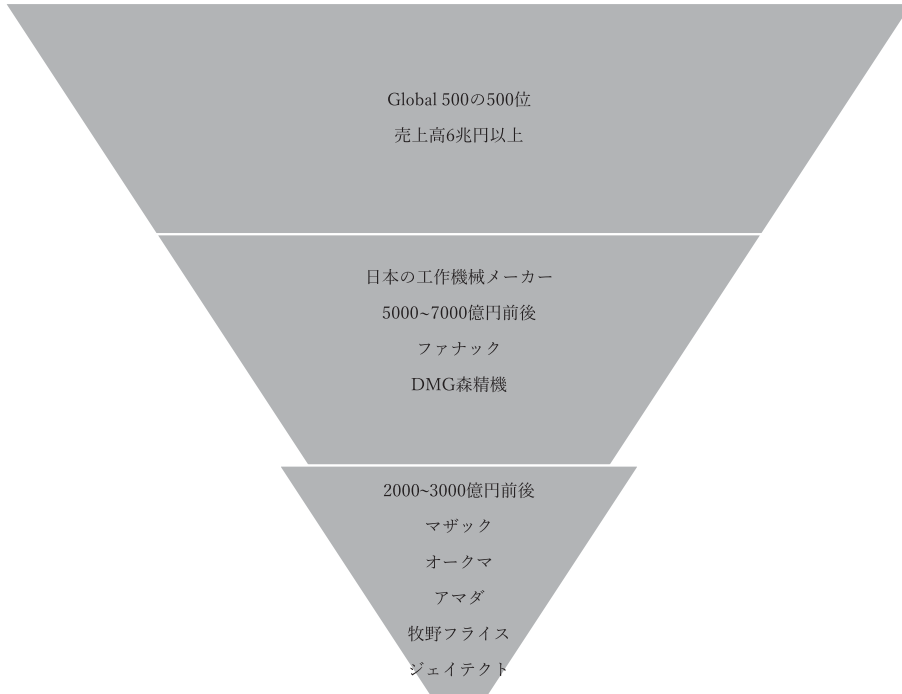 Global 500の500位
売上高6兆円以上
日本の工作機械メーカー
5000~7000億円前後
ファナック
DMG森精機
2000~3000億円前後
マザック
オークマ
アマダ
牧野フライス
ジェイテクト